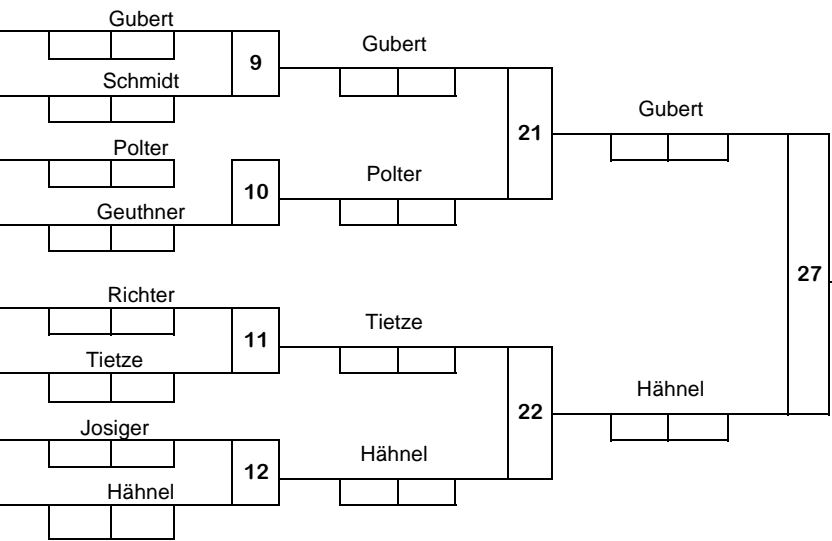 Gubert
Schmidt
9
Polter
Geuthner
10
Richter
Tietze
11
Josiger
Hähnel
12
Gubert
Polter
21
Tietze
Hähnel
22
Gubert
Hähnel
27